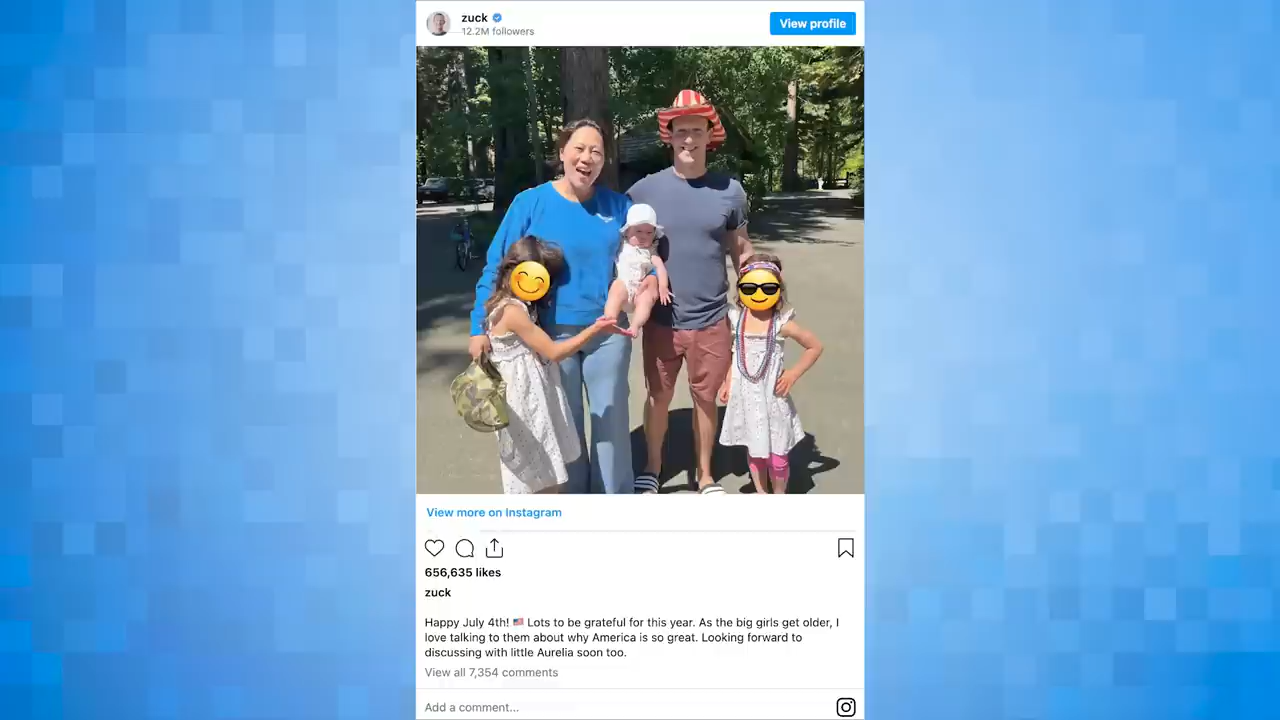 zuck
12.2M followers
View profile
View more on Instagram
656,635 likes
zuck
Happy July 4th! 🇺🇸 Lots to be grateful for this year. As the big girls get older, I
love talking to them about why America is so great. Looking forward to
discussing with little Aurelia soon too.
View all 7,354 comments
Add a comment...